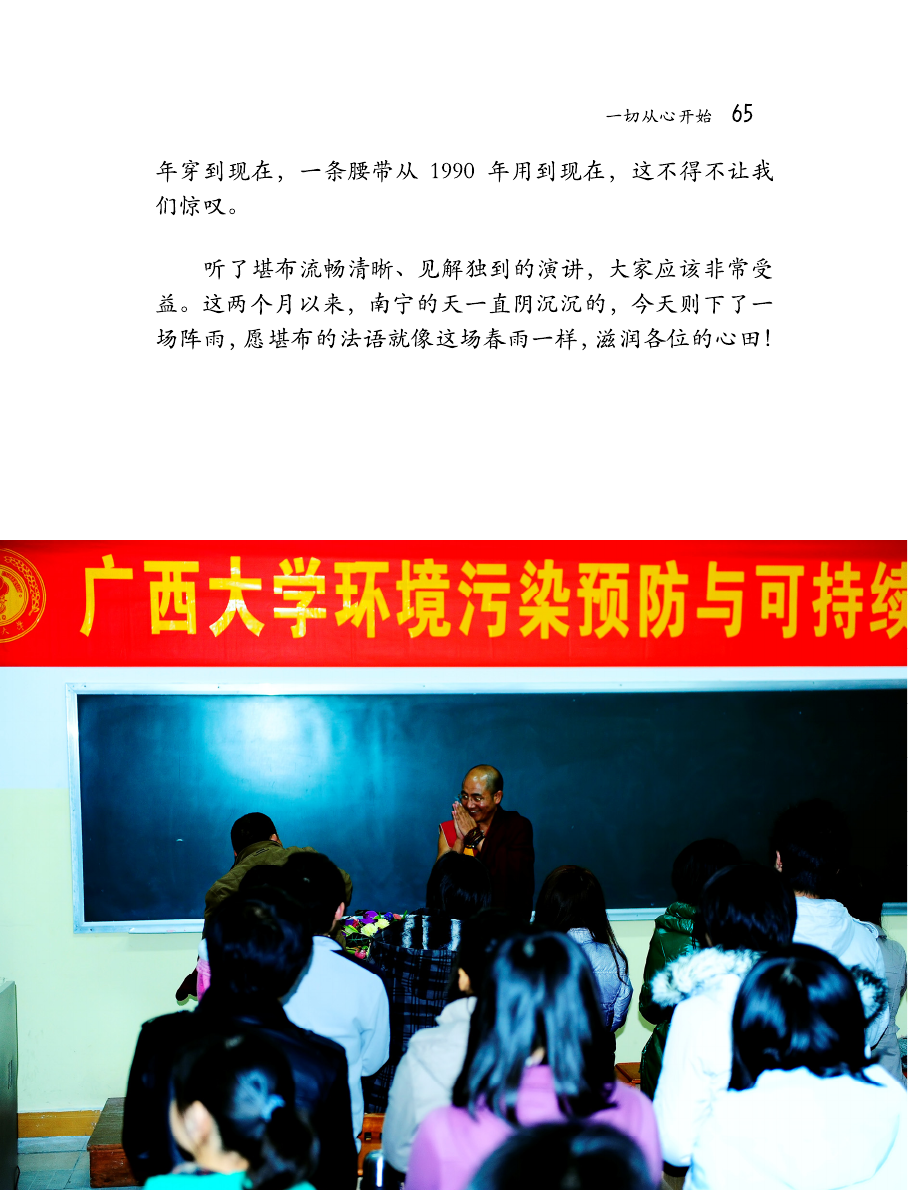 一切从心开始 65
年穿到现在，一条腰带从 1990 年用到现在，这不得不让我
们惊叹。
听了堪布流畅清晰、见解独到的演讲，大家应该非常受
益。这两个月以来，南宁的天一直阴沉沉的，今天则下了一
场阵雨，愿堪布的法语就像这场春雨一样，滋润各位的心田！
广西大学环境污染预防与可持续